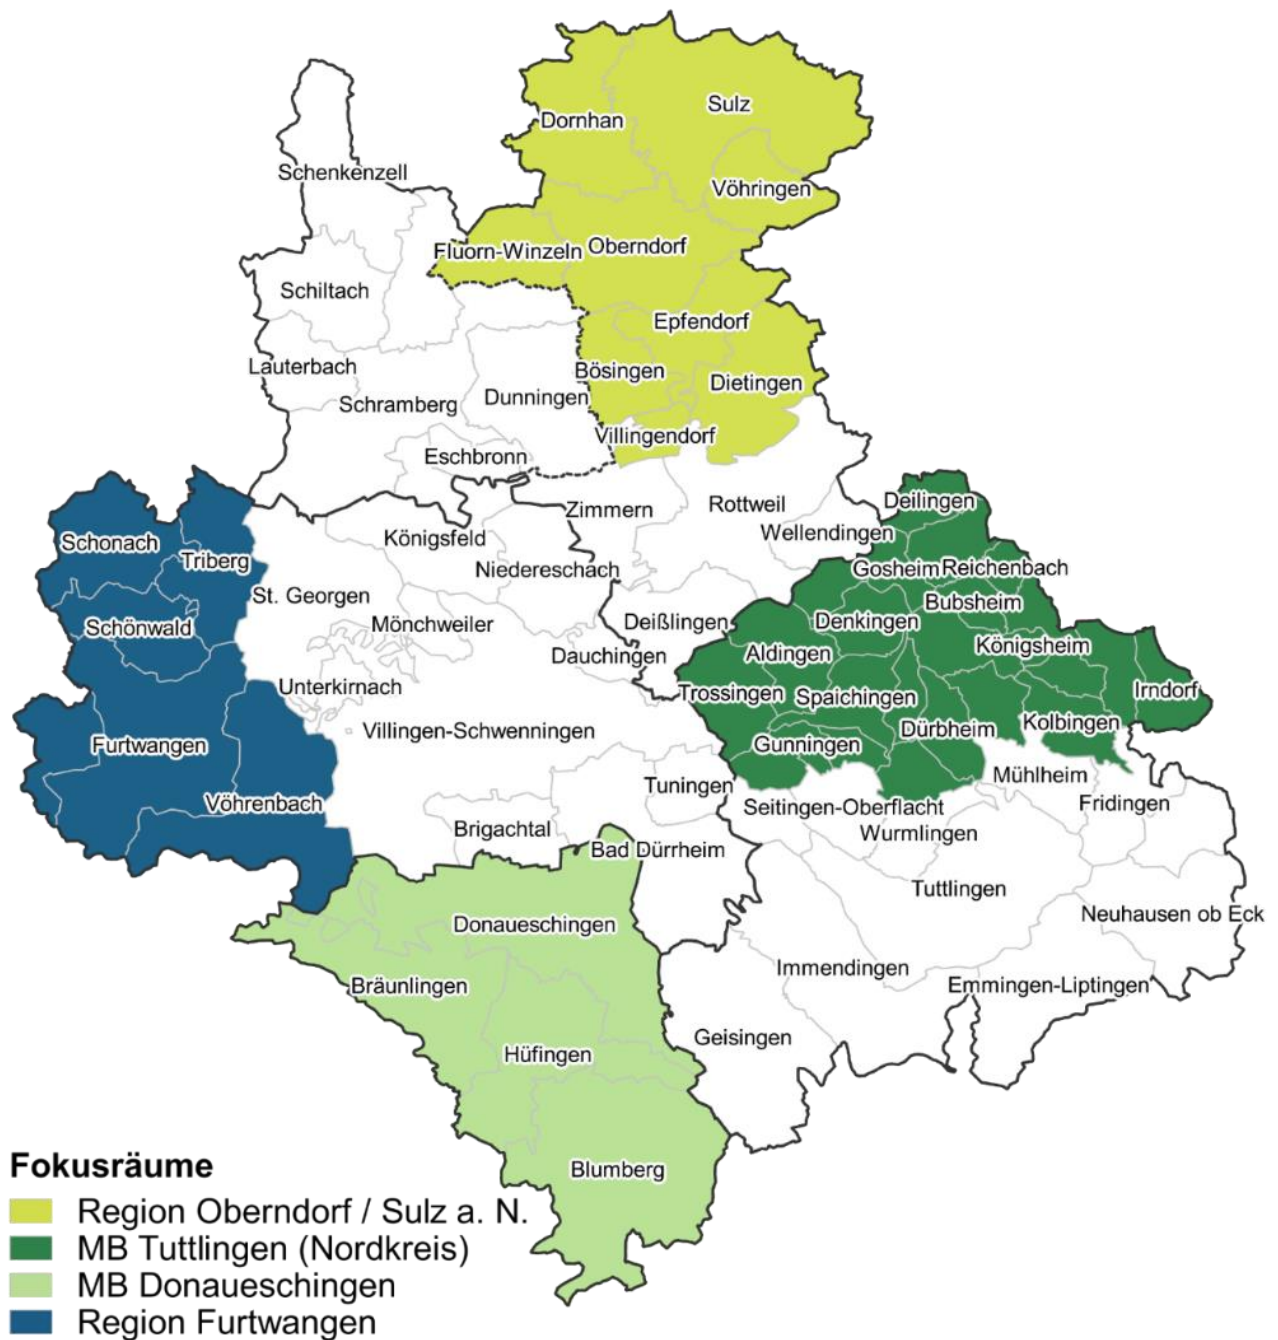 Dornhan
Sulz
Schenkenzell
Vöhringen
Fluorn-Winzeln
Oberndorf
Schiltach
Epfendorf
Lauterbach
Bösingen
Dietingen
Schramberg
Dunningen
Villingendorf
Eschbronn
Zimmern
Rottweil
Deilingen
Wellendingen
Schonach
Königsfeld
Triberg
Niedereschach
Gosheim
Reichenbach
St. Georgen
Bubsheim
Schönwald
Mönchweiler
Deißlingen
Denkingen
Königsheim
Dauchingen
Aldingen
Unterkirnach
Trossingen
Spaichingen
Irndorf
Villingen-Schwenningen
Dürbheim
Kolbingen
Furtwangen
Gunningen
Mühlheim
Tuningen
Vöhrenbach
Seitingen-Oberflacht
Fridingen
Brigachtal
Wurmlingen
Bad Dürrheim
Tuttlingen
Neuhausen ob Eck
Donaueschingen
Immendingen
Bräunlingen
Emmingen-Liptingen
Geisingen
Hüfingen
Blumberg
Fokusräume
Region Oberndorf / Sulz a. N.
MB Tuttlingen (Nordkreis)
MB Donaueschingen
Region Furtwangen